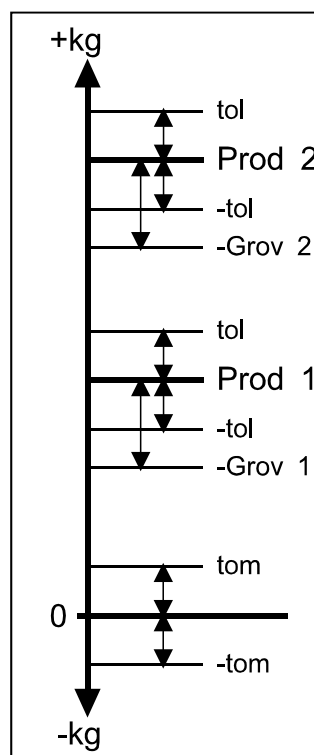 +kg
tol
Prod 2
-tol
-Grov 2
tol
Prod 1
-tol
-Grov 1
tom
0
-tom
-kg